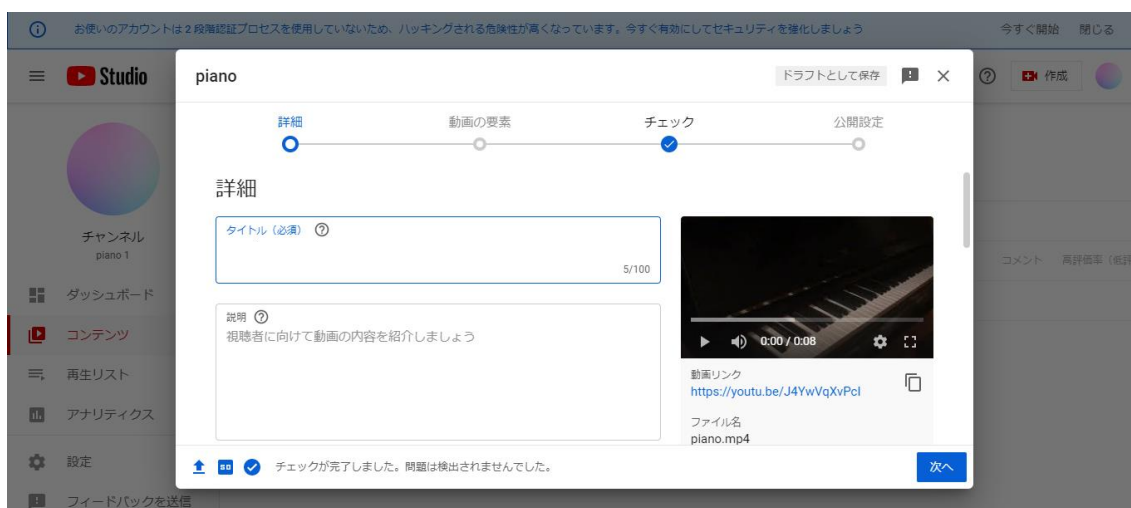 お使いのアカウントは2段階認証プロセスを使用していないため、ハッキングされる危険性が高くなっています。今すぐ有効にしてセキュリティを強化しましょう
今すぐ開始 閉じる
Studio
piano
ドラフトとして保存
作成
詳細
動画の要素
チェック
公開設定
詳細
タイトル（必須）
5/100
説明
視聴者に向けて動画の内容を紹介しましょう
0:00 / 0:08
動画リンク
https://youtu.be/J4YwVqXvPcI
ファイル名
piano.mp4
チャンネル
piano 1
ダッシュボード
コンテンツ
再生リスト
アナリティクス
設定
フィードバックを送信
コメント
高評価率（低評
SD
チェックが完了しました。問題は検出されませんでした。
次へ